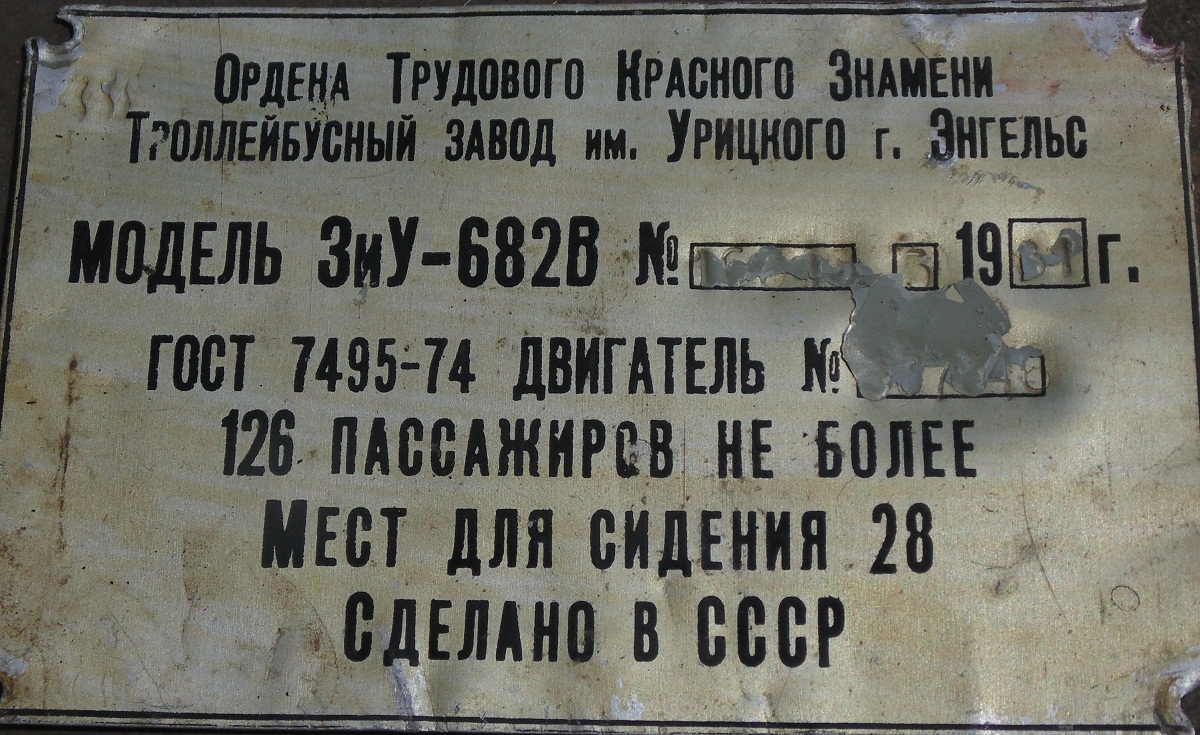 Ордена Трудового Красного Знамени
Троллейбусный завод им. Урицкого г. Энгельс
МОДЕЛЬ ЗиУ-682В № 19 г.
ГОСТ 7495-74 ДВИГАТЕЛЬ №
126 ПАССАЖИРОВ НЕ БОЛЕЕ
Мест для сидения 28
Сделано в СССР